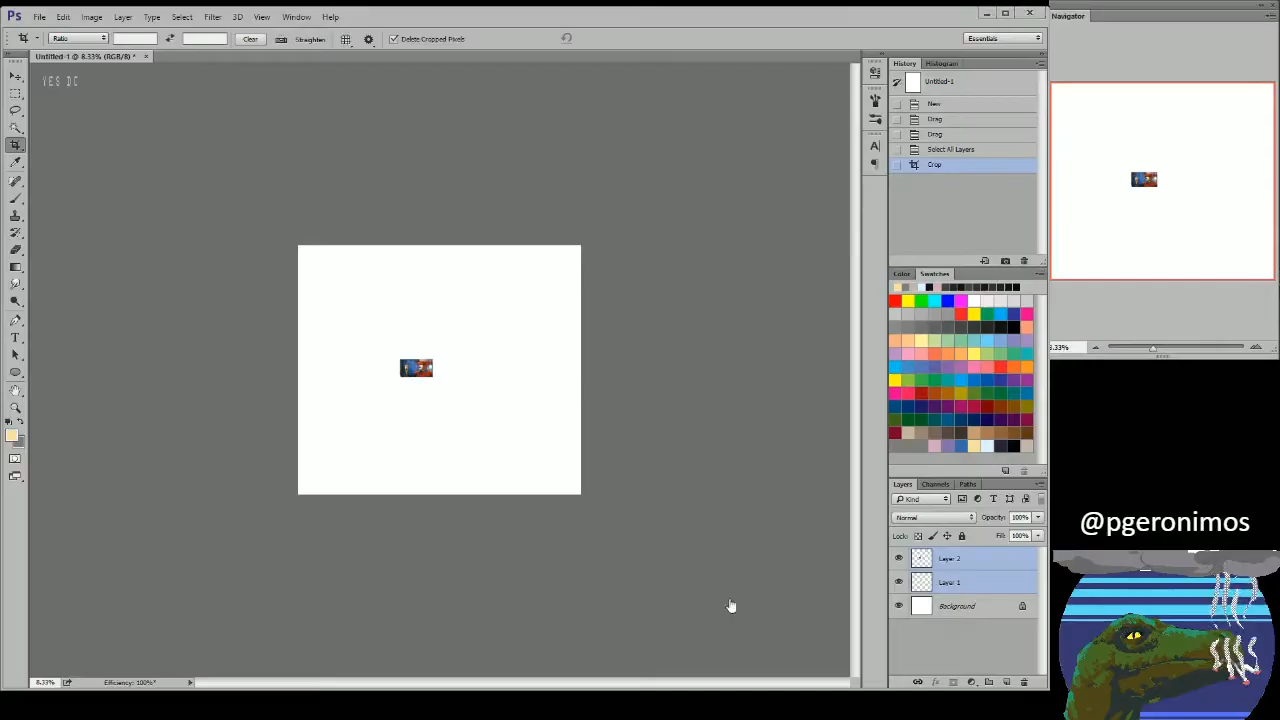 Ps File Edit Image Layer Type Select Filter 3D View Window Help
Navigator
Ratio Clear Straighten Delete Cropped Pixels Essentials
Untitled-1 @ 8.33% (RGB/8) *
YES DC
History Histogram
Untitled-1
New
Drag
Drag
Select All Layers
Crop
Color Swatches
8.33%
Layers Channels Paths
Kind
Normal Opacity: 100%
Lock: Fill: 100%
Layer 2
Layer 1
Background
@pgeronimos
8.33% Efficiency: 100%*